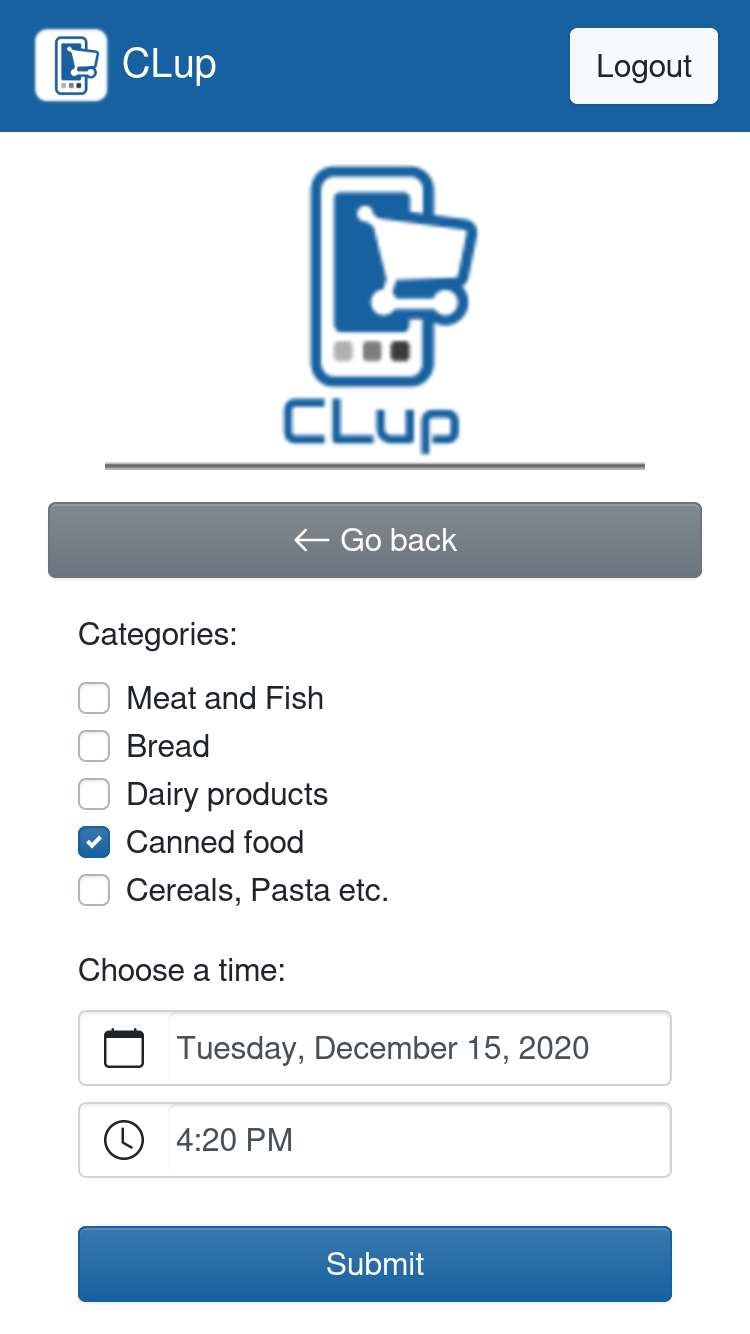 CLup
Logout
CLup
Go back
Categories:
Meat and Fish
Bread
Dairy products
Canned food
Cereals, Pasta etc.
Choose a time:
Tuesday, December 15, 2020
4:20 PM
Submit